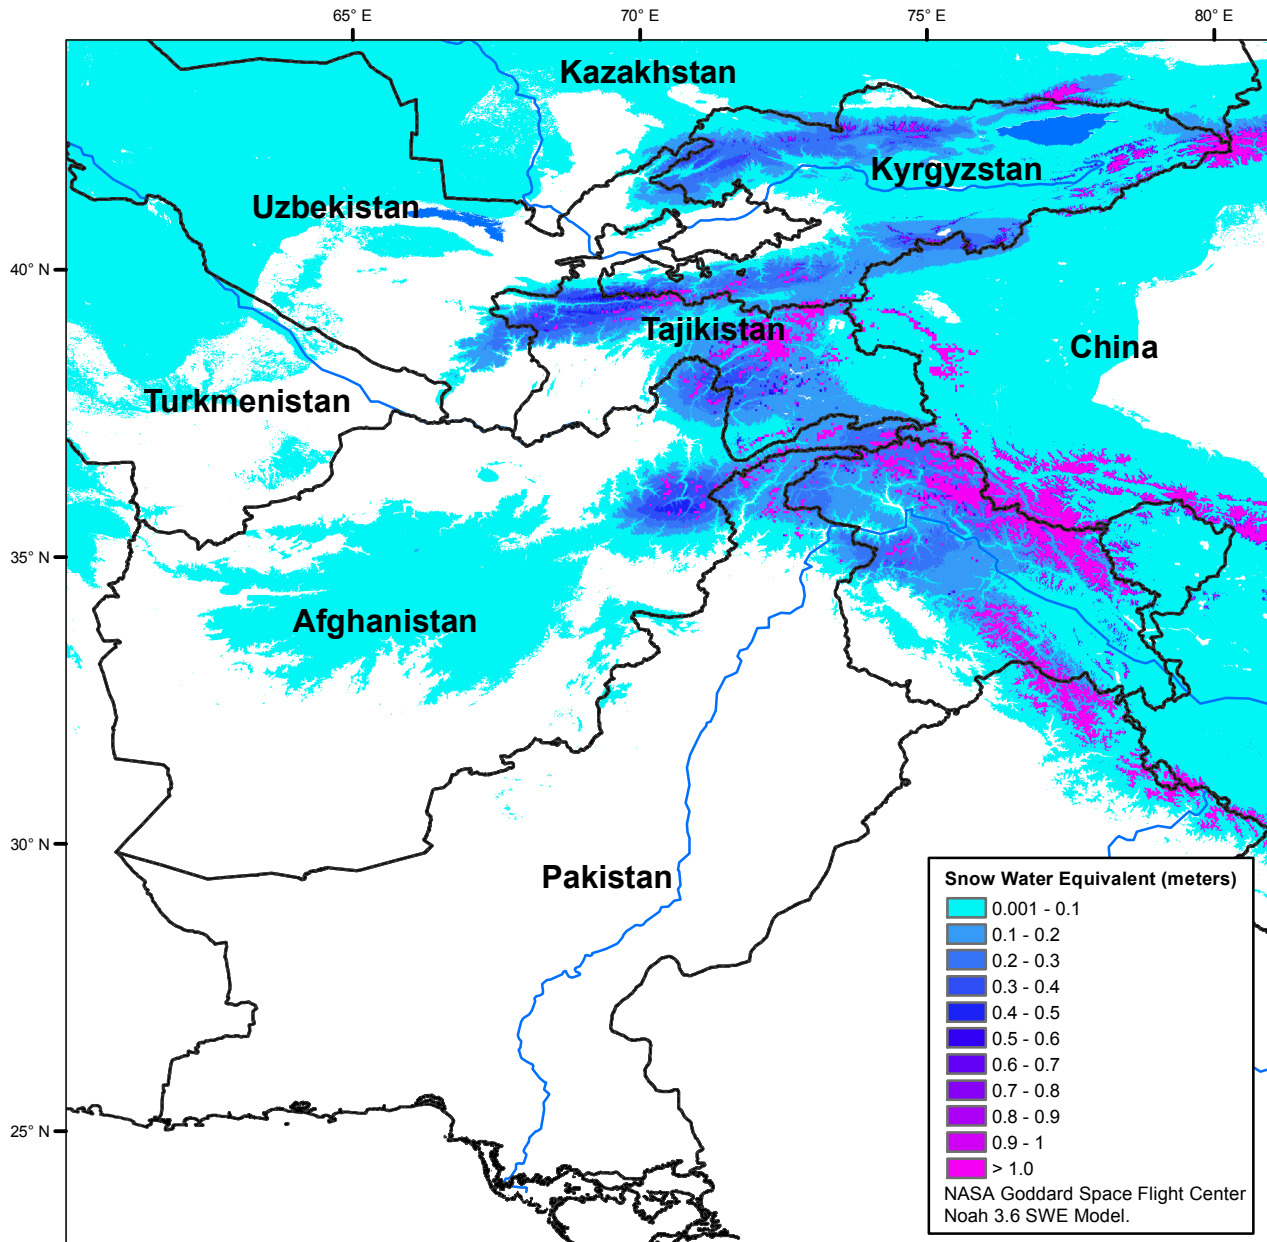 65° E
70° E
75° E
80° E
Kazakhstan
Kyrgyzstan
Uzbekistan
40° N
Tajikistan
China
Turkmenistan
35° N
Afghanistan
30° N
Pakistan
25° N
Snow Water Equivalent (meters)
0.001 - 0.1
0.1 - 0.2
0.2 - 0.3
0.3 - 0.4
0.4 - 0.5
0.5 - 0.6
0.6 - 0.7
0.7 - 0.8
0.8 - 0.9
0.9 - 1
> 1.0
NASA Goddard Space Flight Center
Noah 3.6 SWE Model.